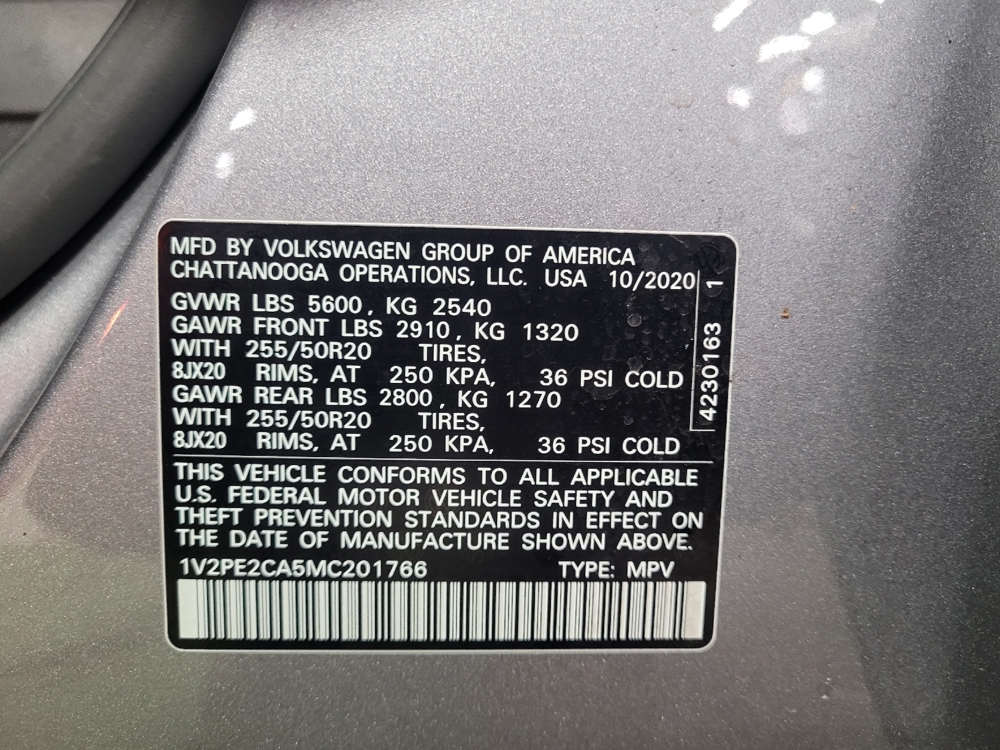 MFD BY VOLKSWAGEN GROUP OF AMERICA
CHATTANOOGA OPERATIONS, LLC. USA 10/2020
GVWR LBS 5600, KG 2540
GAWR FRONT LBS 2910, KG 1320
WITH 255/50R20 TIRES,
8JX20 RIMS, AT 250 KPA, 36 PSI COLD
GAWR REAR LBS 2800, KG 1270
WITH 255/50R20 TIRES,
8JX20 RIMS, AT 250 KPA, 36 PSI COLD
4230163 1
THIS VEHICLE CONFORMS TO ALL APPLICABLE
U.S. FEDERAL MOTOR VEHICLE SAFETY AND
THEFT PREVENTION STANDARDS IN EFFECT ON
THE DATE OF MANUFACTURE SHOWN ABOVE.
1V2PE2CA5MC201766 TYPE: MPV